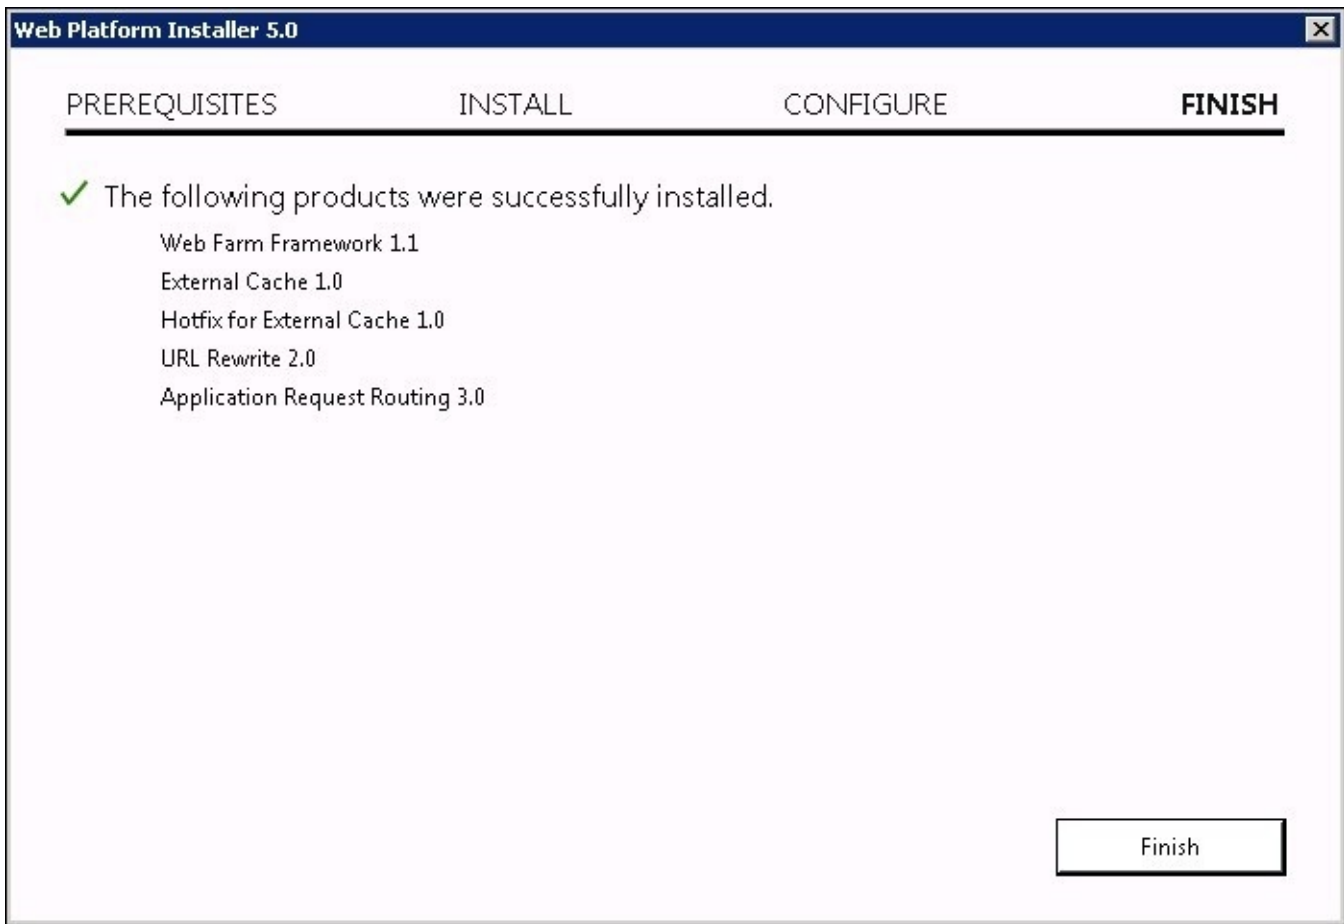 Web Platform Installer 5.0
PREREQUISITES INSTALL CONFIGURE FINISH
The following products were successfully installed.
Web Farm Framework 1.1
External Cache 1.0
Hotfix for External Cache 1.0
URL Rewrite 2.0
Application Request Routing 3.0
Finish